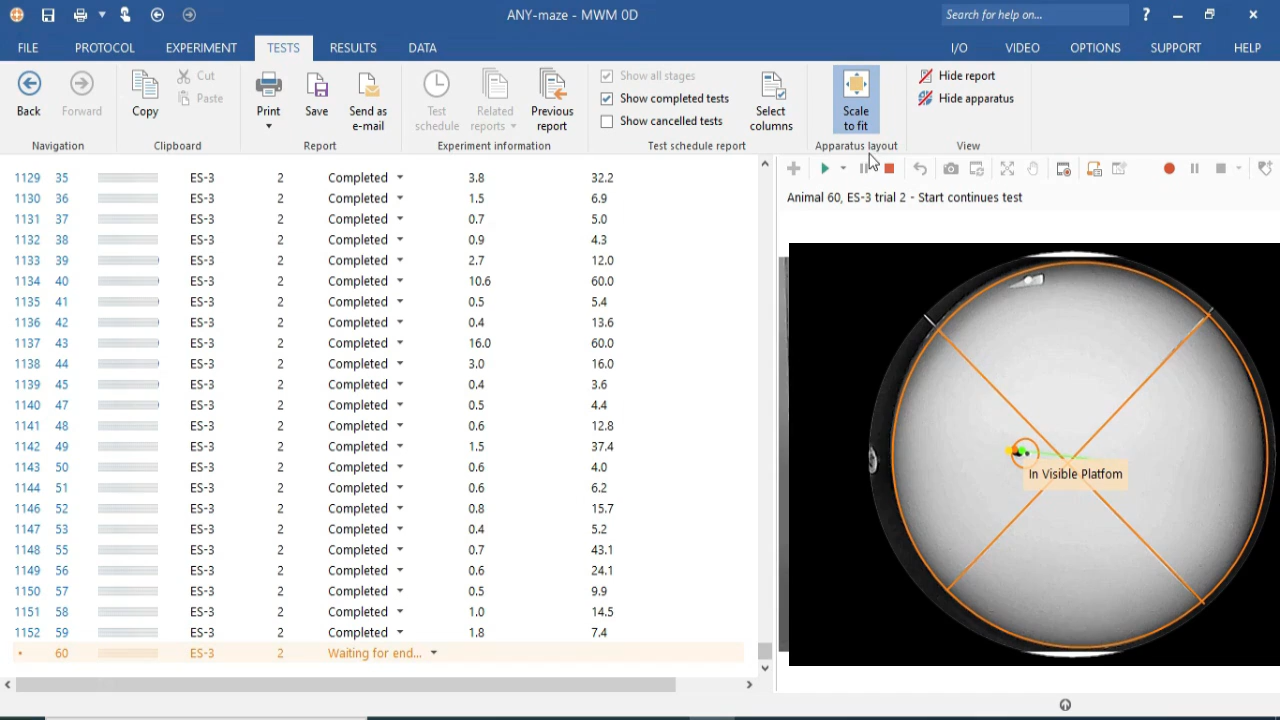 ANY-maze - MWM 0D
Search for help on...
?
FILE PROTOCOL EXPERIMENT TESTS RESULTS DATA I/O VIDEO OPTIONS SUPPORT HELP
Back Forward Copy Cut Paste
Print Save Send as e-mail
Test schedule Related reports Previous report
Show all stages
Show completed tests
Show cancelled tests
Select columns
Scale to fit
Hide report
Hide apparatus
Navigation Clipboard Report Experiment information Test schedule report Apparatus layout View
1129 35 ES-3 2 Completed 3.8 32.2
1130 36 ES-3 2 Completed 1.5 6.9
1131 37 ES-3 2 Completed 0.7 5.0
1132 38 ES-3 2 Completed 0.9 4.3
1133 39 ES-3 2 Completed 2.7 12.0
1134 40 ES-3 2 Completed 10.6 60.0
1135 41 ES-3 2 Completed 0.5 5.4
1136 42 ES-3 2 Completed 0.4 13.6
1137 43 ES-3 2 Completed 16.0 60.0
1138 44 ES-3 2 Completed 3.0 16.0
1139 45 ES-3 2 Completed 0.4 3.6
1140 47 ES-3 2 Completed 0.5 4.4
1141 48 ES-3 2 Completed 0.6 12.8
1142 49 ES-3 2 Completed 1.5 37.4
1143 50 ES-3 2 Completed 0.6 4.0
1144 51 ES-3 2 Completed 0.6 6.2
1146 52 ES-3 2 Completed 0.8 15.7
1147 53 ES-3 2 Completed 0.4 5.2
1148 55 ES-3 2 Completed 0.7 43.1
1149 56 ES-3 2 Completed 0.6 24.1
1150 57 ES-3 2 Completed 0.5 9.9
1151 58 ES-3 2 Completed 1.0 14.5
1152 59 ES-3 2 Completed 1.8 7.4
60 ES-3 2 Waiting for end...
Animal 60, ES-3 trial 2 - Start continues test
In Visible Platfom